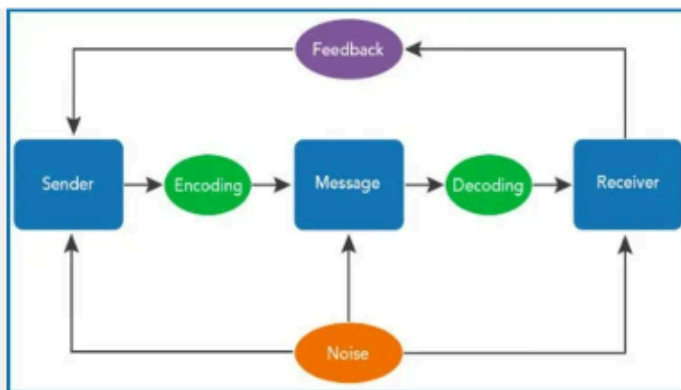 Feedback
Sender
Encoding
Message
Decoding
Receiver
Noise